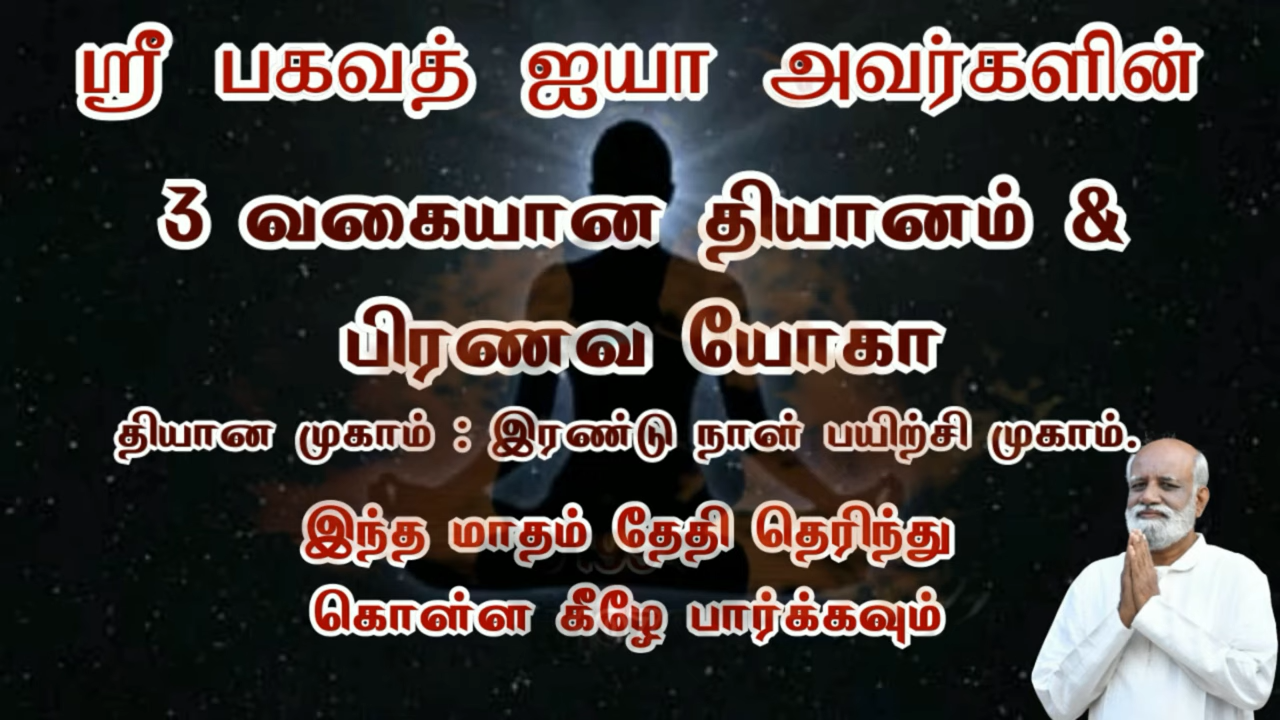 ஸ்ரீ பகவத் ஐயா அவர்களின்
3 வகையான தியானம் &
பிரணவ யோகா
தியான முகாம் : இரண்டு நாள் பயிற்சி முகாம்.
இந்த மாதம் தேதி தெரிந்து
கொள்ள கீழே பார்க்கவும்